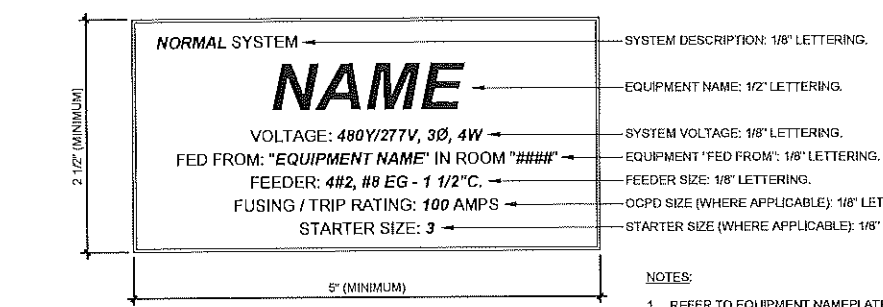 NORMAL SYSTEM
SYSTEM DESCRIPTION: 1/8" LETTERING.
NAME
EQUIPMENT NAME: 1/2" LETTERING.
VOLTAGE: 480Y/277V, 3Ø, 4W
SYSTEM VOLTAGE: 1/8" LETTERING.
FED FROM: "EQUIPMENT NAME" IN ROOM "####"
EQUIPMENT "FED FROM": 1/8" LETTERING.
FEEDER: 4#2, #8 EG - 1 1/2"C.
FEEDER SIZE: 1/8" LETTERING.
FUSING / TRIP RATING: 100 AMPS
OCPD SIZE (WHERE APPLICABLE): 1/8" LET
STARTER SIZE: 3
STARTER SIZE (WHERE APPLICABLE): 1/8"
2 1/2" (MINIMUM)
5" (MINIMUM)
NOTES:
1. REFER TO EQUIPMENT NAMEPLAT